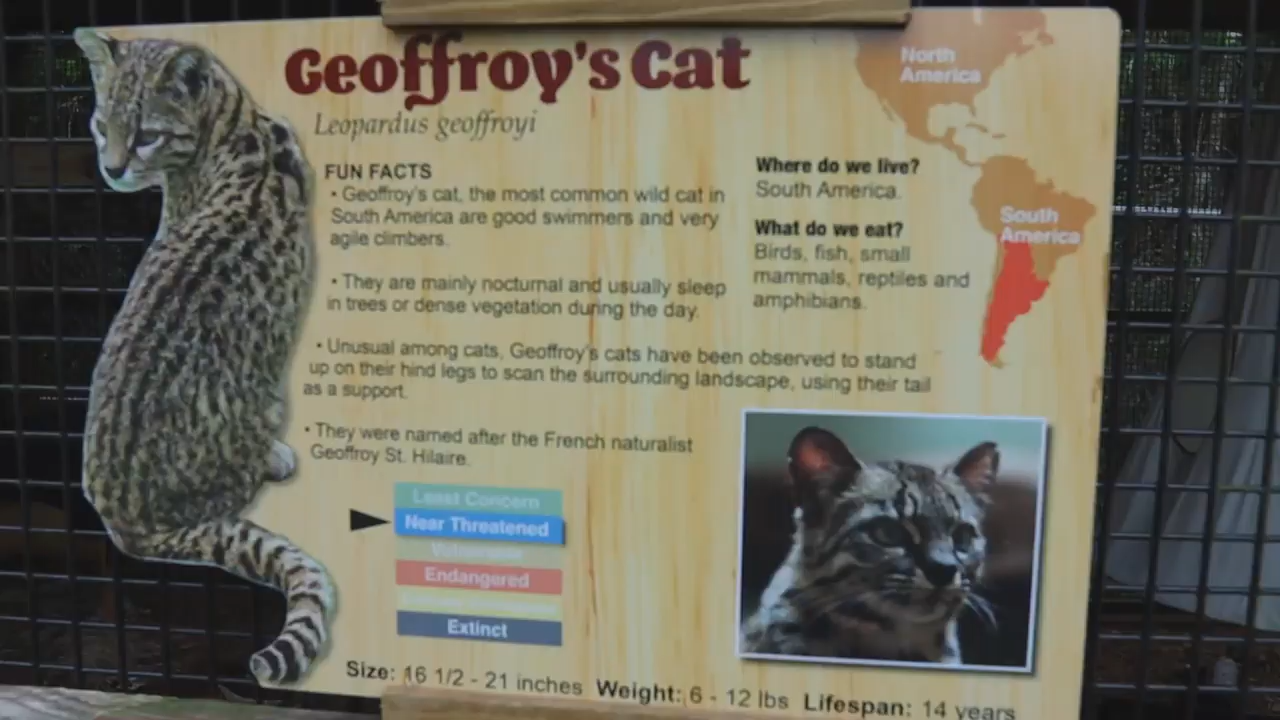 Geoffroy's Cat
Leopardus geoffroyi
FUN FACTS
• Geoffroy's cat, the most common wild cat in
South America are good swimmers and very
agile climbers.
• They are mainly nocturnal and usually sleep
in trees or dense vegetation during the day.
• Unusual among cats, Geoffroy's cats have been observed to stand
up on their hind legs to scan the surrounding landscape, using their tail
as a support.
• They were named after the French naturalist
Geoffroy St. Hilaire.
Where do we live?
South America.
What do we eat?
Birds, fish, small
mammals, reptiles and
amphibians.
North
America
South
America
Least Concern
Near Threatened
Vulnerable
Endangered
Extinct
Size: 16 1/2 - 21 inches Weight: 6 - 12 lbs Lifespan: 14 years